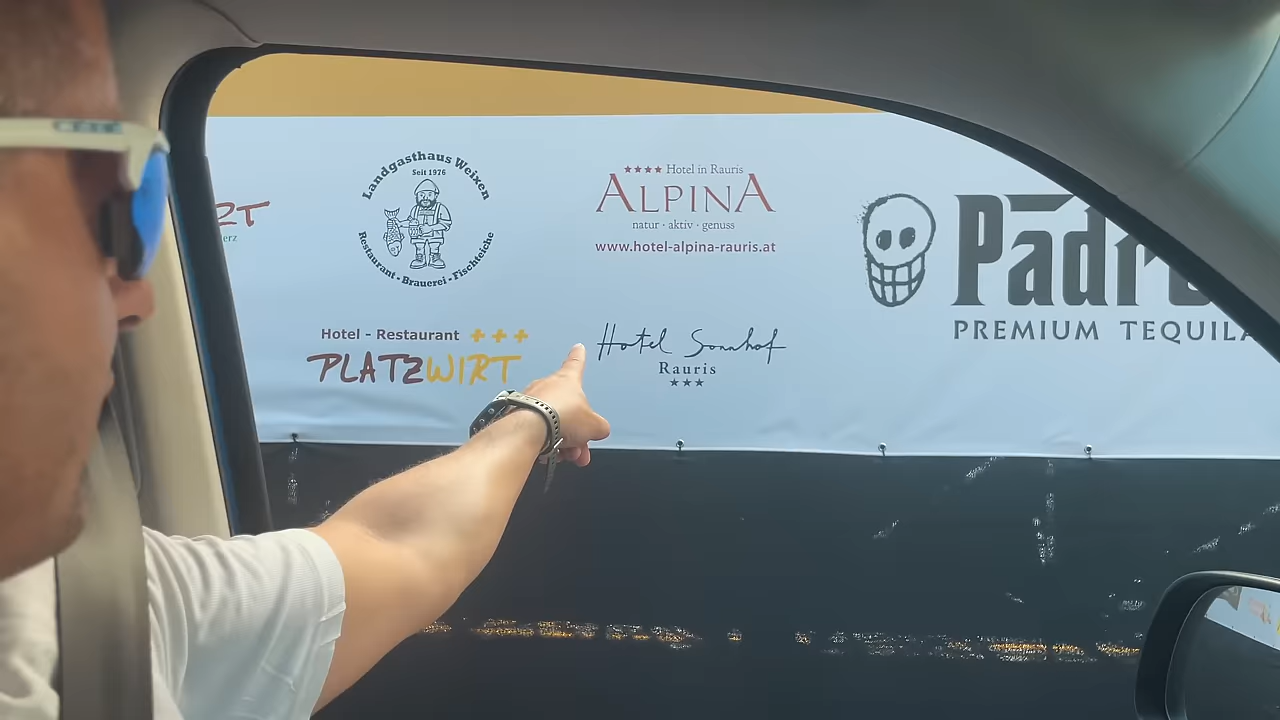 Landgasthaus Weixen
Seit 1976
Restaurant - Brauerei - Fischteiche
★★★★ Hotel in Rauris
ALPINA
natur · aktiv · genuss
www.hotel-alpina-rauris.at
PREMIUM TEQUILA
Hotel - Restaurant +++
PLATZWIRT
Hotel Sonnhof
Rauris
★★★